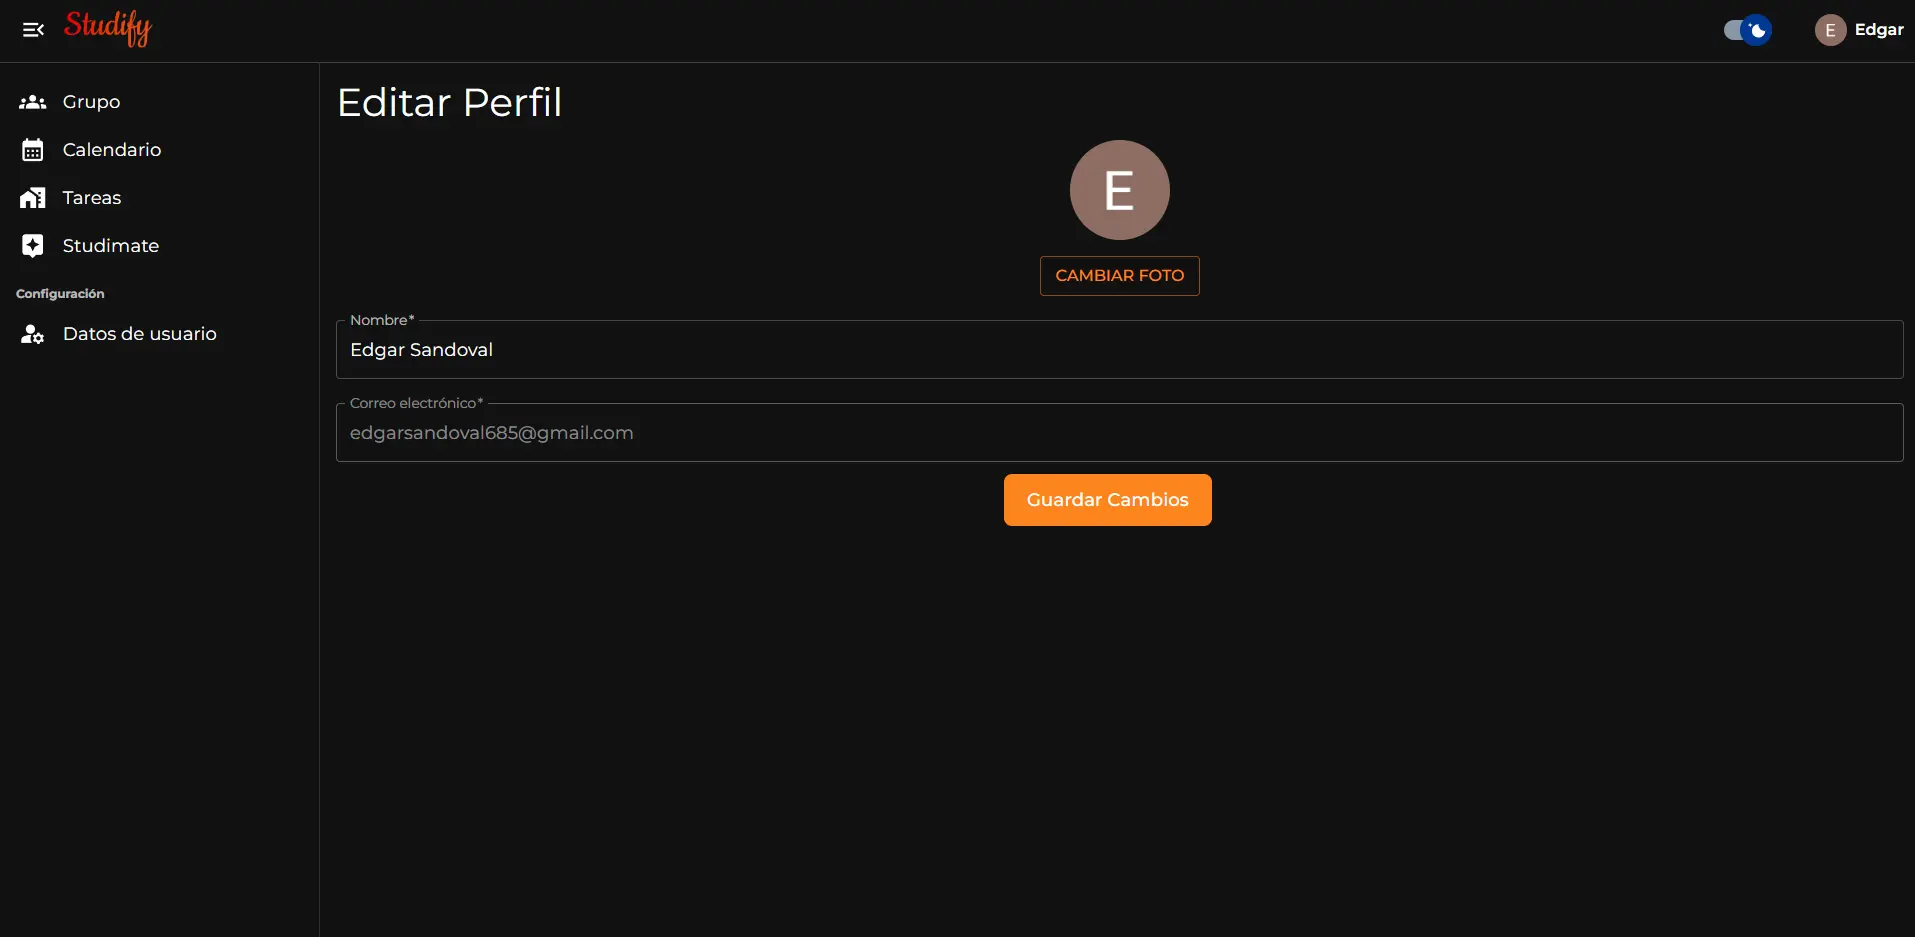 Studify
E Edgar
Grupo
Calendario
Tareas
Studimate
Configuración
Datos de usuario
Editar Perfil
E
CAMBIAR FOTO
Nombre*
Edgar Sandoval
Correo electrónico*
edgarsandoval685@gmail.com
Guardar Cambios